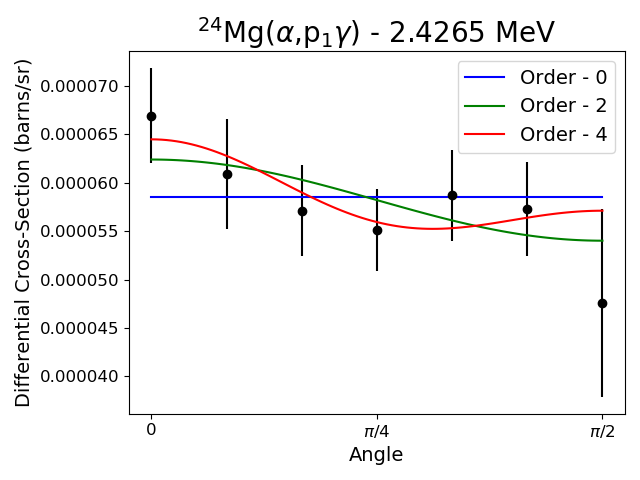 ²⁴Mg(α,p₁γ) - 2.4265 MeV
Order - 0
Order - 2
Order - 4
Differential Cross-Section (barns/sr)
0.000070
0.000065
0.000060
0.000055
0.000050
0.000045
0.000040
0
π/4
π/2
Angle